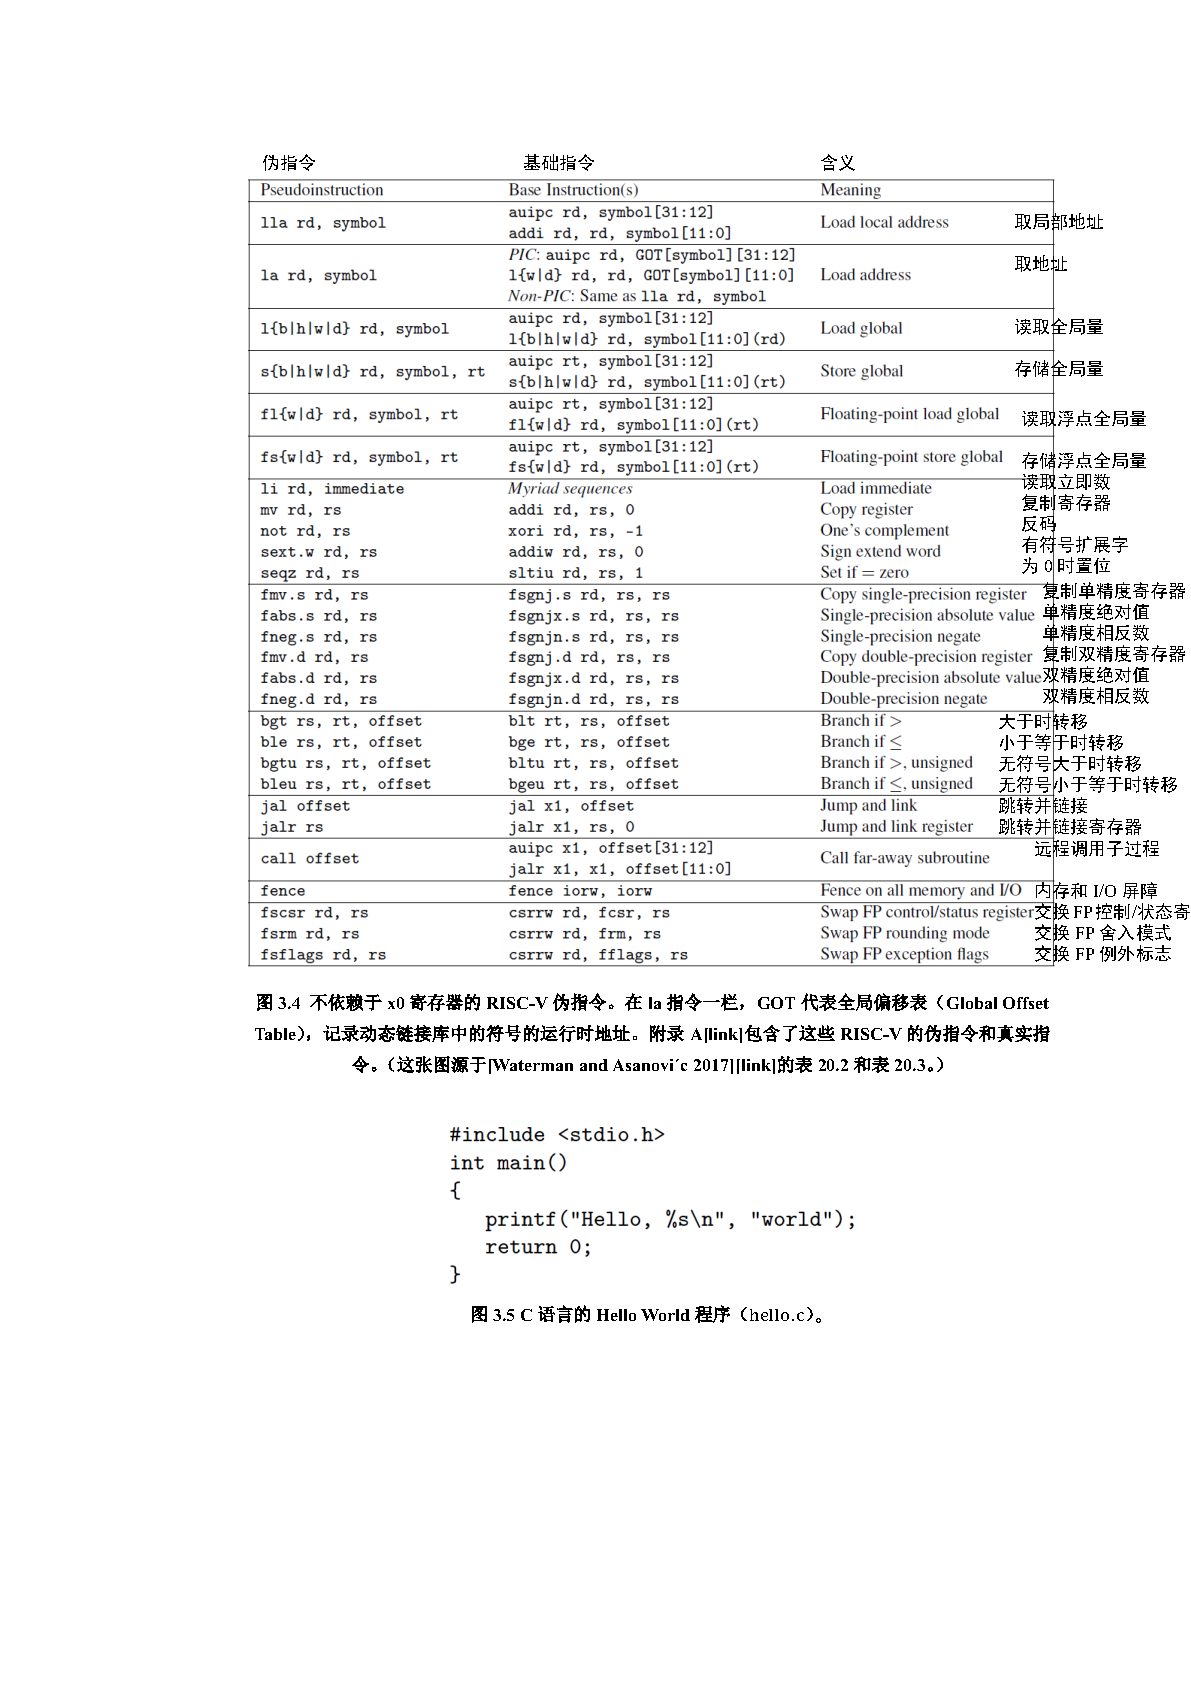 伪指令 基础指令 含义
Pseudoinstruction Base Instruction(s) Meaning
lla rd, symbol auipc rd, symbol[31:12] Load local address 取局部地址
addi rd, rd, symbol[11:0]
la rd, symbol PIC: auipc rd, GOT[symbol][31:12] Load address 取地址
l{w|d} rd, rd, GOT[symbol][11:0]
Non-PIC: Same as lla rd, symbol
l{b|h|w|d} rd, symbol auipc rd, symbol[31:12] Load global 读取全局量
l{b|h|w|d} rd, symbol[11:0](rd)
s{b|h|w|d} rd, symbol, rt auipc rt, symbol[31:12] Store global 存储全局量
s{b|h|w|d} rd, symbol[11:0](rt)
fl{w|d} rd, symbol, rt auipc rt, symbol[31:12] Floating-point load global 读取浮点全局量
fl{w|d} rd, symbol[11:0](rt)
fs{w|d} rd, symbol, rt auipc rt, symbol[31:12] Floating-point store global 存储浮点全局量
fs{w|d} rd, symbol[11:0](rt)
li rd, immediate Myriad sequences Load immediate 读取立即数
mv rd, rs addi rd, rs, 0 Copy register 复制寄存器
not rd, rs xori rd, rs, -1 One's complement 反码
sext.w rd, rs addiw rd, rs, 0 Sign extend word 有符号扩展字
seqz rd, rs sltiu rd, rs, 1 Set if = zero 为 0 时置位
fmv.s rd, rs fsgnj.s rd, rs, rs Copy single-precision register 复制单精度寄存器
fabs.s rd, rs fsgnjx.s rd, rs, rs Single-precision absolute value 单精度绝对值
fneg.s rd, rs fsgnjn.s rd, rs, rs Single-precision negate 单精度相反数
fmv.d rd, rs fsgnj.d rd, rs, rs Copy double-precision register 复制双精度寄存器
fabs.d rd, rs fsgnjx.d rd, rs, rs Double-precision absolute value 双精度绝对值
fneg.d rd, rs fsgnjn.d rd, rs, rs Double-precision negate 双精度相反数
bgt rs, rt, offset blt rt, rs, offset Branch if > 大于时转移
ble rs, rt, offset bge rt, rs, offset Branch if ≤ 小于等于时转移
bgtu rs, rt, offset bltu rt, rs, offset Branch if >, unsigned 无符号大于时转移
bleu rs, rt, offset bgeu rt, rs, offset Branch if ≤, unsigned 无符号小于等于时转移
jal offset jal x1, offset Jump and link 跳转并链接
jalr rs jalr x1, rs, 0 Jump and link register 跳转并链接寄存器
call offset auipc x1, offset[31:12] Call far-away subroutine 远程调用子过程
jalr x1, x1, offset[11:0]
fence fence iorw, iorw Fence on all memory and I/O 内存和 I/O 屏障
fscsr rd, rs csrrw rd, fcsr, rs Swap FP control/status register 交换 FP 控制/状态寄
fsrm rd, rs csrrw rd, frm, rs Swap FP rounding mode 交换 FP 舍入模式
fsflags rd, rs csrrw rd, fflags, rs Swap FP exception flags 交换 FP 例外标志
图 3.4 不依赖于 x0 寄存器的 RISC-V 伪指令。在 la 指令一栏，GOT 代表全局偏移表（Global Offset
Table），记录动态链接库中的符号的运行时地址。附录 A[link]包含了这些 RISC-V 的伪指令和真实指
令。（这张图源于[Waterman and Asanovi´c 2017][link]的表 20.2 和表 20.3。）
#include <stdio.h>
int main()
{
printf("Hello, %s\n", "world");
return 0;
}
图 3.5 C 语言的 Hello World 程序（hello.c）。